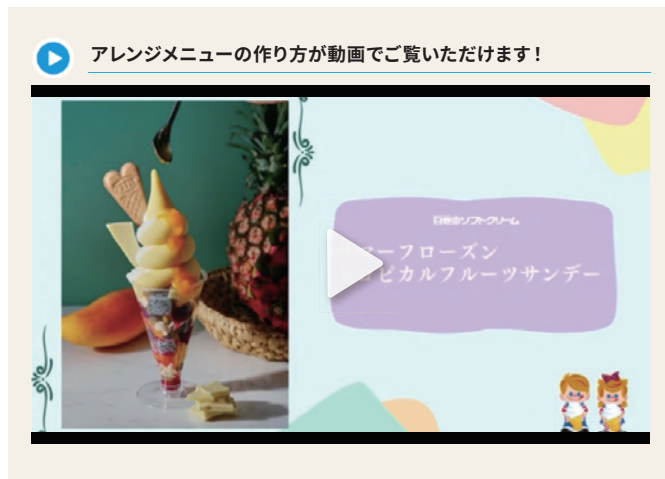 アレンジメニューの作り方が動画でご覧いただけます！
日世のソフトクリーム
ーフローズン
ピカルフルーツサンデー